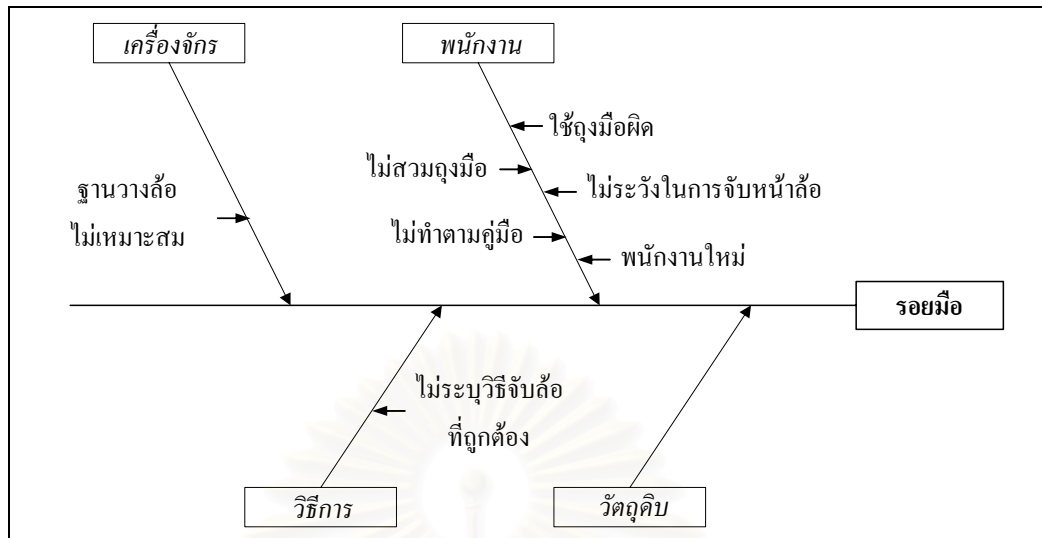 เครื่องจักร
พนักงาน
ใช้ถุงมือผิด
ไม่สวมถุงมือ
ไม่ระวังในการจับหน้าล้อ
ฐานวางล้อ
ไม่เหมาะสม
ไม่ทำตามคู่มือ
พนักงานใหม่
รอยมือ
ไม่ระบุวิธีจับล้อ
ที่ถูกต้อง
วิธีการ
วัตถุดิบ